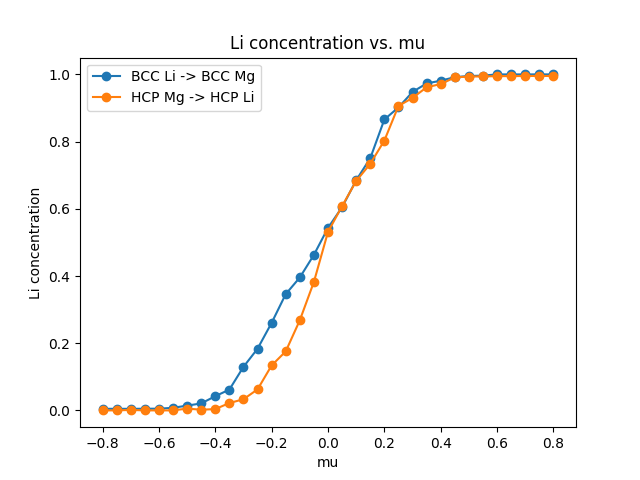 Li concentration vs. mu
BCC Li -> BCC Mg
HCP Mg -> HCP Li
1.0
0.8
0.6
0.4
0.2
0.0
Li concentration
−0.8 −0.6 −0.4 −0.2 0.0 0.2 0.4 0.6 0.8
mu